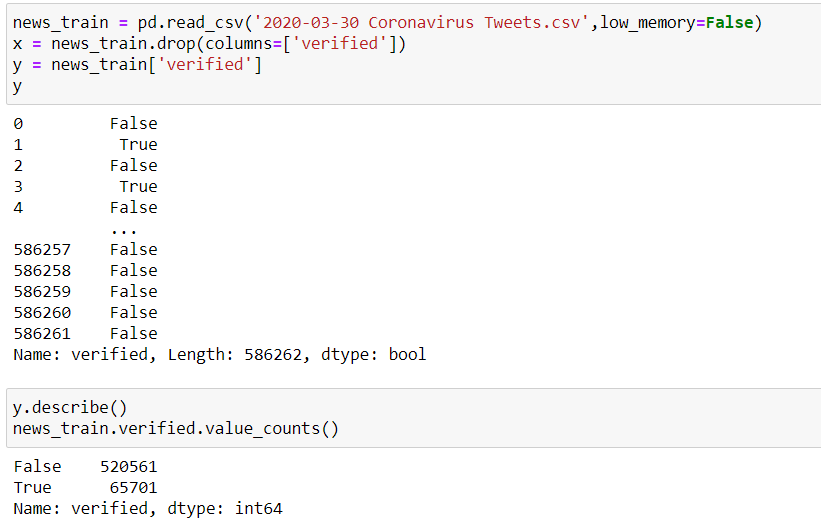 news_train = pd.read_csv('2020-03-30 Coronavirus Tweets.csv',low_memory=False)
x = news_train.drop(columns=['verified'])
y = news_train['verified']
y
0         False
1          True
2         False
3          True
4         False
          ...
586257    False
586258    False
586259    False
586260    False
586261    False
Name: verified, Length: 586262, dtype: bool
y.describe()
news_train.verified.value_counts()
False    520561
True      65701
Name: verified, dtype: int64